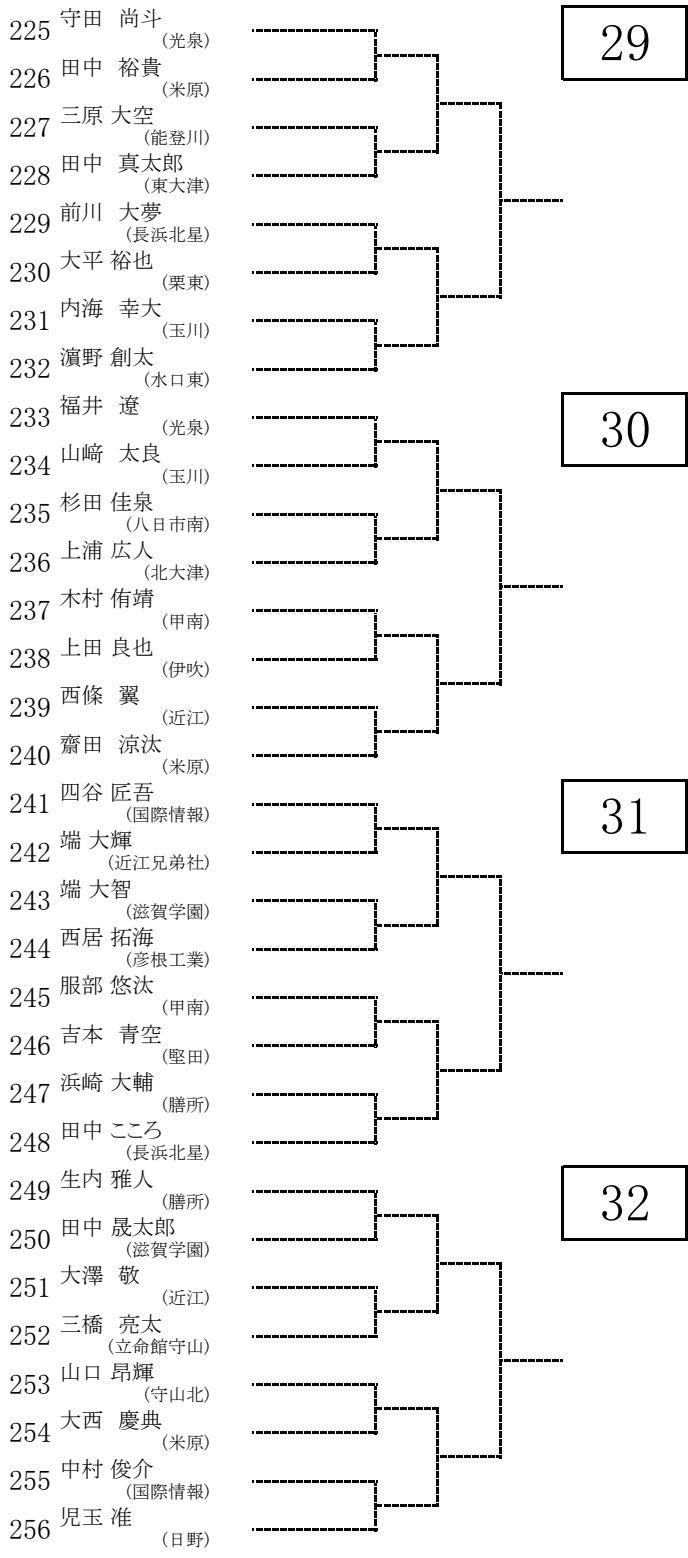 225 守田　尚斗
(光泉)
29
226 田中 裕貴
(米原)
227 三原 大空
(能登川)
228 田中　真太郎
(東大津)
229 前川　大夢
(長浜北星)
230 大平 裕也
(栗東)
231 内海　幸大
(玉川)
232 濵野 創太
(水口東)
233 福井　遼
(光泉)
30
234 山﨑　太良
(玉川)
235 杉田 佳泉
(八日市南)
236 上浦 広人
(北大津)
237 木村 侑靖
(甲南)
238 上田 良也
(伊吹)
239 西條　翼
(近江)
240 齋田　涼汰
(米原)
241 四谷 匠吾
(国際情報)
31
242 端 大輝
(近江兄弟社)
243 端 大智
(滋賀学園)
244 西居 拓海
(彦根工業)
245 服部 悠汰
(甲南)
246 吉本　青空
(堅田)
247 浜崎 大輔
(膳所)
248 田中 こころ
(長浜北星)
249 生内 雅人
(膳所)
32
250 田中 晟太郎
(滋賀学園)
251 大澤　敬
(近江)
252 三橋　亮太
(立命館守山)
253 山口 昂輝
(守山北)
254 大西　慶典
(米原)
255 中村 俊介
(国際情報)
256 児玉 准
(日野)